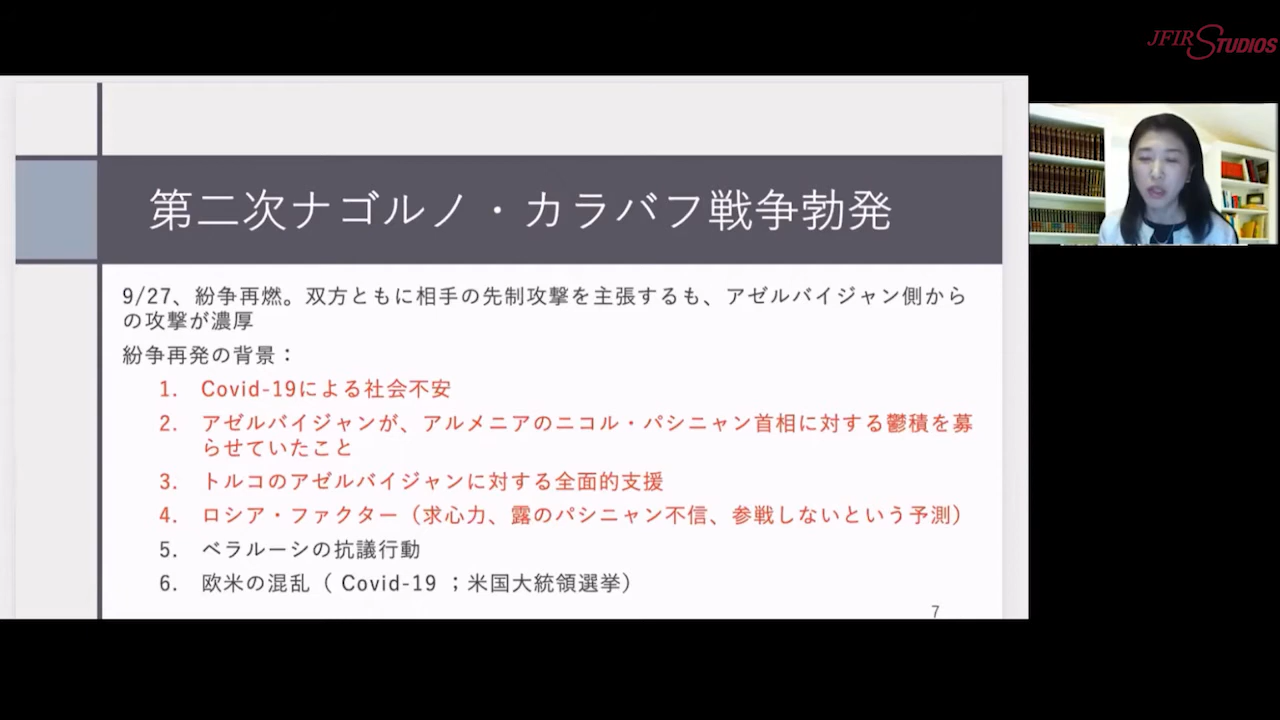 JFIR STUDIOS
第二次ナゴルノ・カラバフ戦争勃発
9/27、紛争再燃。双方ともに相手の先制攻撃を主張するも、アゼルバイジャン側から
の攻撃が濃厚
紛争再発の背景：
1. Covid-19による社会不安
2. アゼルバイジャンが、アルメニアのニコル・パシニャン首相に対する鬱積を募
らせていたこと
3. トルコのアゼルバイジャンに対する全面的支援
4. ロシア・ファクター（求心力、露のパシニャン不信、参戦しないという予測）
5. ベラルーシの抗議行動
6. 欧米の混乱（ Covid-19 ；米国大統領選挙）
7